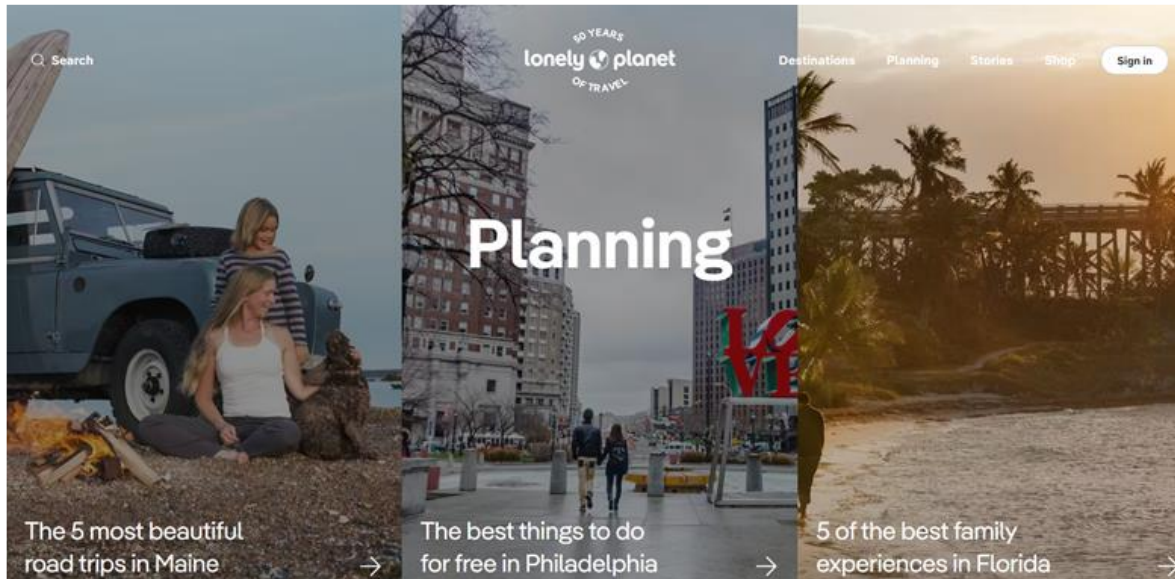 Search
50 YEARS
lonely planet
OF TRAVEL
Destinations
Planning
Stories
Shop
Sign in
Planning
LOVE
The 5 most beautiful
road trips in Maine
The best things to do
for free in Philadelphia
5 of the best family
experiences in Florida